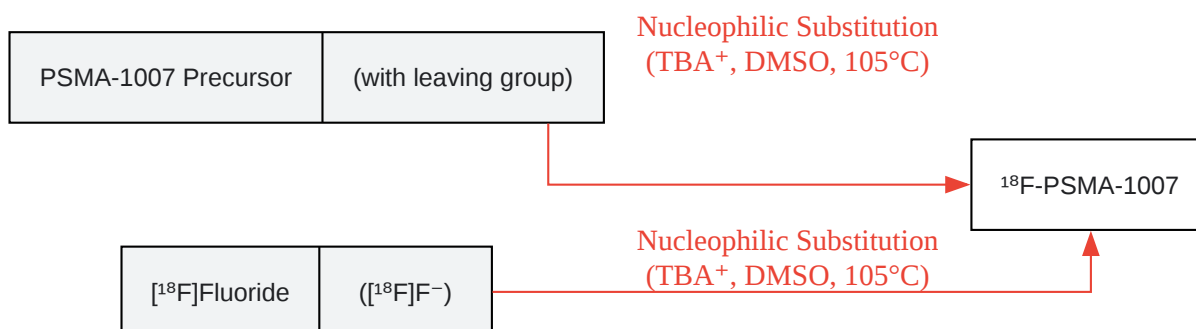 Nucleophilic Substitution
(TBA⁺, DMSO, 105°C)
PSMA-1007 Precursor
(with leaving group)
¹⁸F-PSMA-1007
Nucleophilic Substitution
(TBA⁺, DMSO, 105°C)
[¹⁸F]Fluoride
([¹⁸F]F⁻)